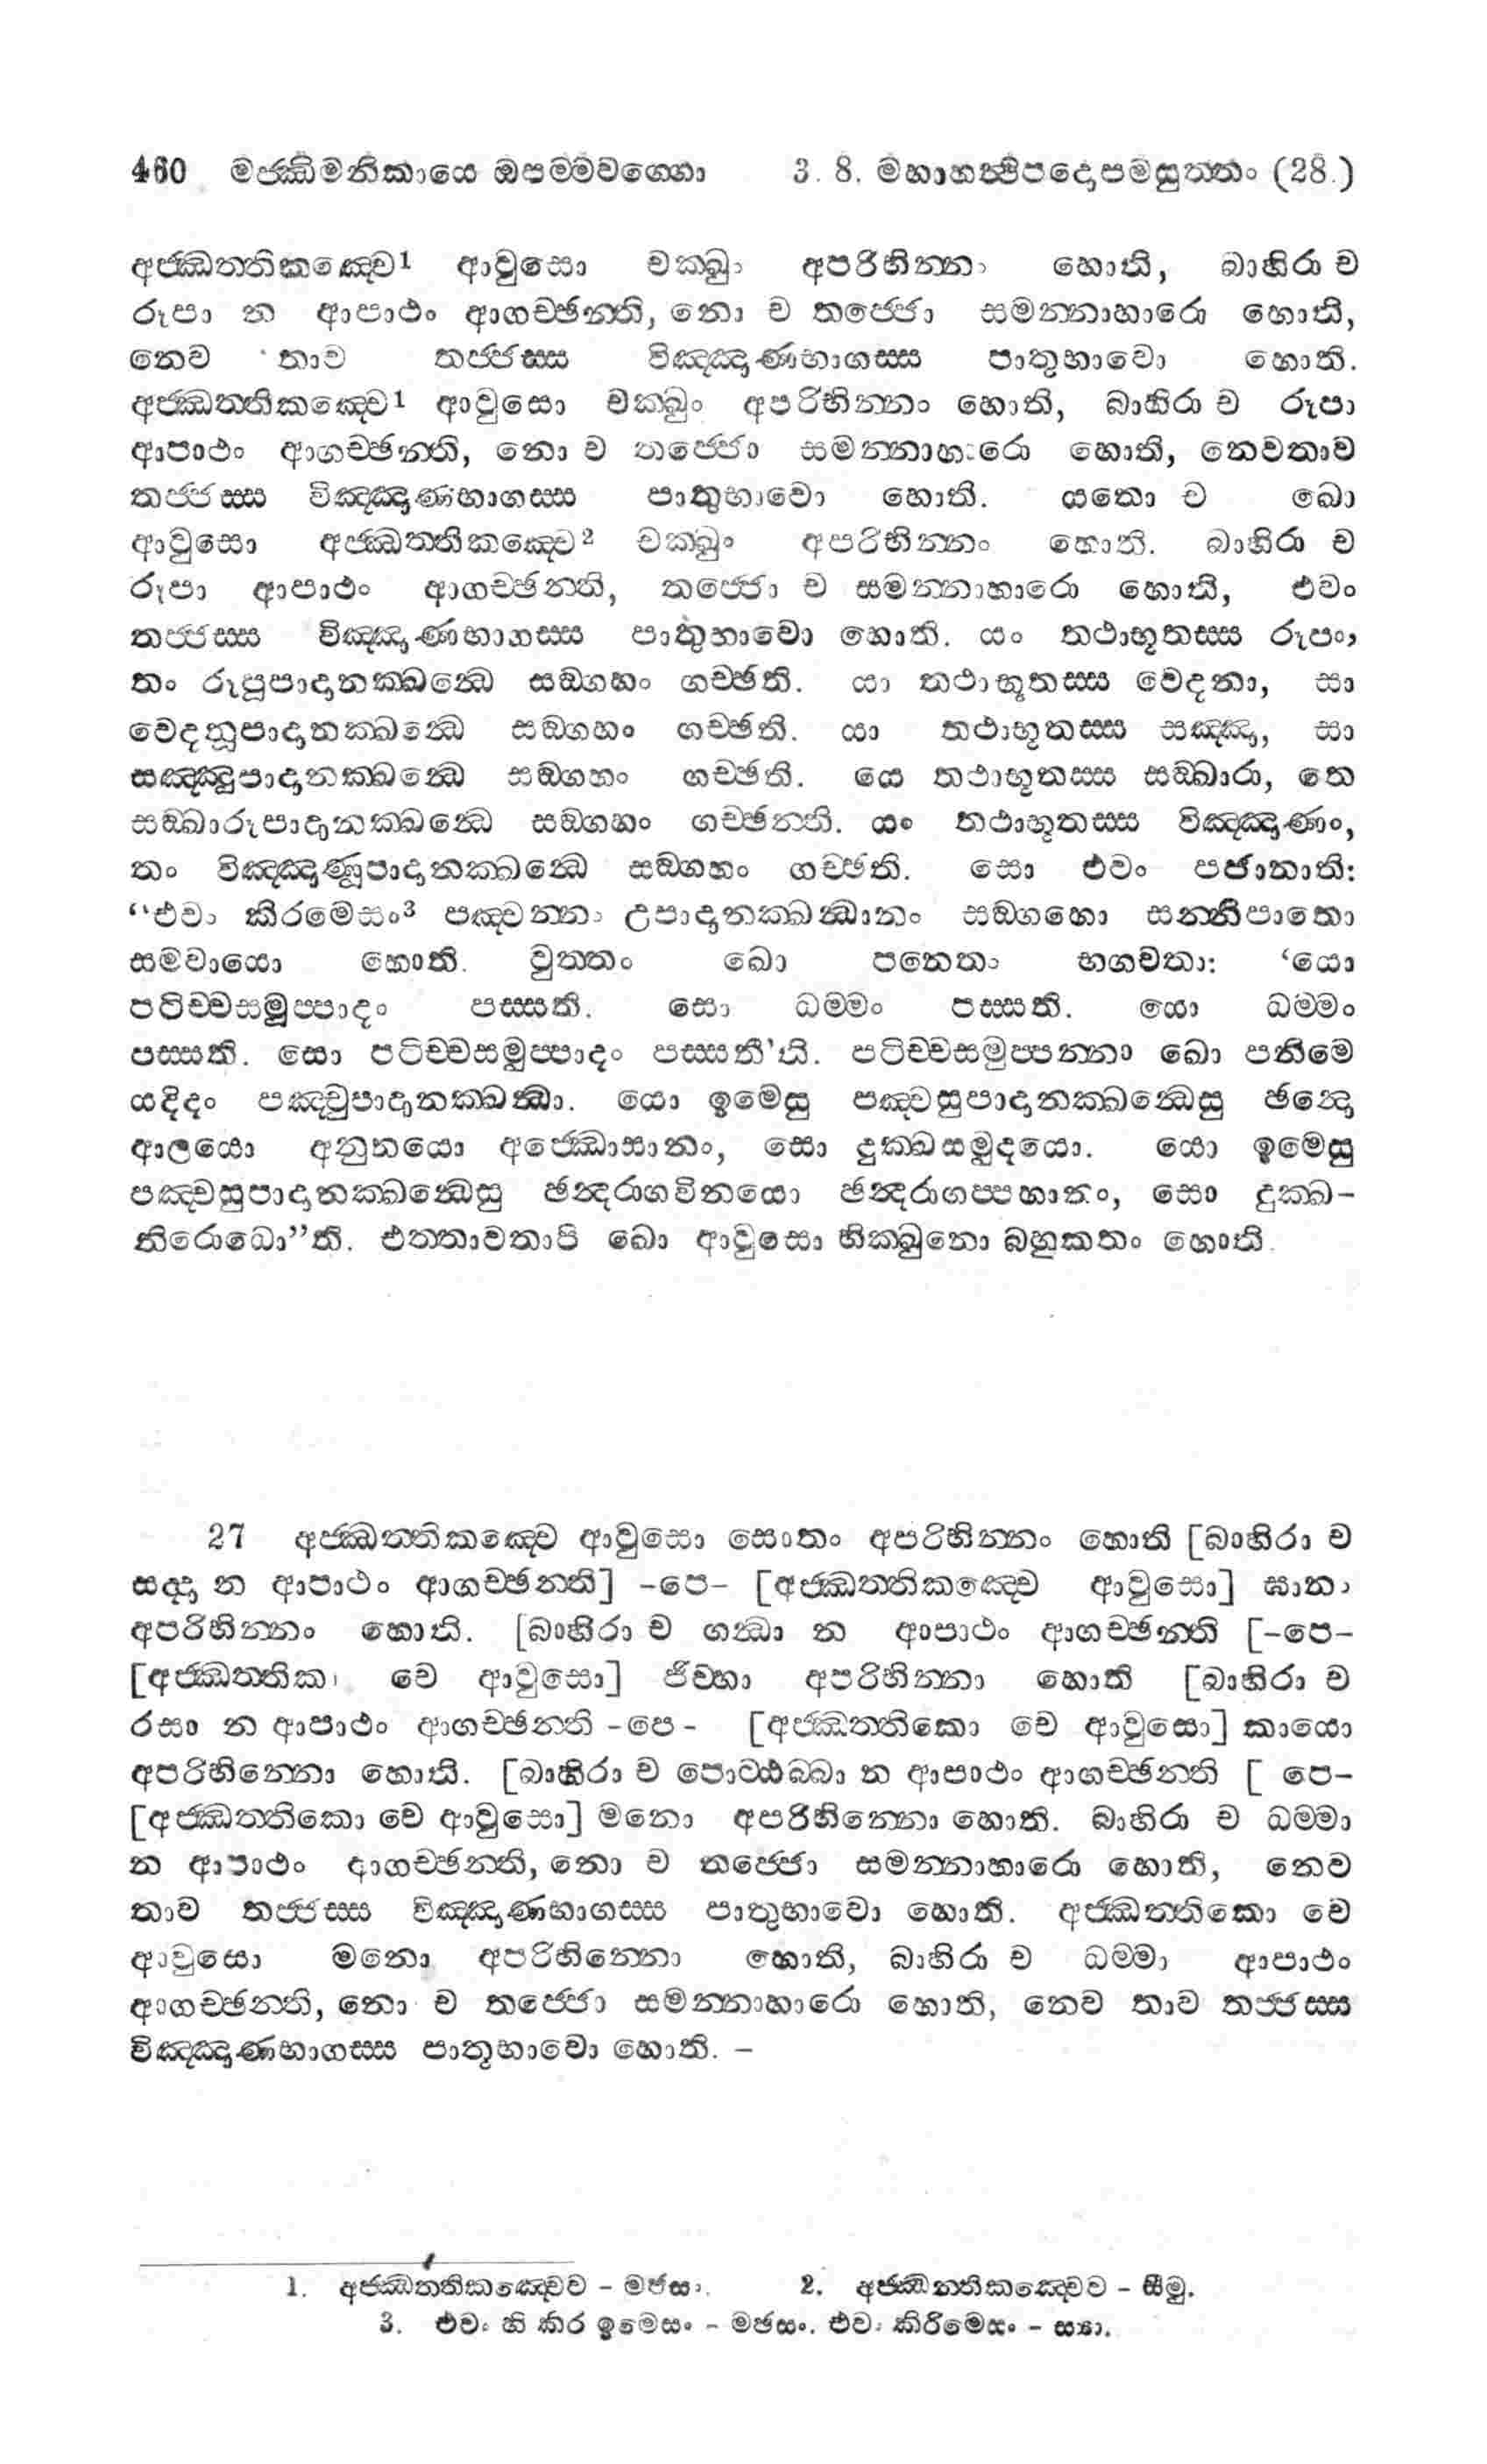 460 මජ්ඣිමනිකායෙ ඔපම්මවග්ගො 3. 8. මහාහත්ථිපදොපමසුත්තං (28.)
අජ්ඣත්තිකඤ්චෙ1 ආවුසො චක්ඛුං අපරිභින්නං හොති, බාහිරා ච
රූපා න ආපාථං ආගච්ඡන්ති, නො ච තජ්ජො සමන්නාහාරො හොති,
නෙව තාව තජ්ජස්ස විඤ්ඤාණභාගස්ස පාතුභාවො හොති.
අජ්ඣත්තිකඤ්චෙ1 ආවුසො චක්ඛුං අපරිභින්නං හොති, බාහිරා ච රූපා
ආපාථං ආගච්ඡන්ති, නො ච තජ්ජො සමන්නාහාරො හොති, නෙවතාව
තජ්ජස්ස විඤ්ඤාණභාගස්ස පාතුභාවො හොති. යතො ච ඛො
ආවුසො අජ්ඣත්තිකඤ්චෙ2 චක්ඛුං අපරිභින්නං හොති. බාහිරා ච
රූපා ආපාථං ආගච්ඡන්ති, තජ්ජො ච සමන්නාහාරො හොති, එවං
තජ්ජස්ස විඤ්ඤාණභාගස්ස පාතුභාවො හොති. යං තථාභූතස්ස රූපං,
තං රූපූපාදානක්ඛන්ධෙ සඞ්ගහං ගච්ඡති. යා තථාභූතස්ස වෙදනා, සා
වෙදනූපාදානක්ඛන්ධෙ සඞ්ගහං ගච්ඡති. යා තථාභූතස්ස සඤ්ඤා, සා
සඤ්ඤූපාදානක්ඛන්ධෙ සඞ්ගහං ගච්ඡති. යෙ තථාභූතස්ස සඞ්ඛාරා, තෙ
සඞ්ඛාරූපාදානක්ඛන්ධෙ සඞ්ගහං ගච්ඡන්ති. යං තථාභූතස්ස විඤ්ඤාණං,
තං විඤ්ඤාණූපාදානක්ඛන්ධෙ සඞ්ගහං ගච්ඡති. සො එවං පජානාති:
“එවං කිරමෙසං3 පඤ්චන්නං උපාදානක්ඛන්ධානං සඞ්ගහො සන්නිපාතො
සමවායො හොති. වුත්තං ඛො පනෙතං භගවතා: ‘යො
පටිච්චසමුප්පාදං පස්සති. සො ධම්මං පස්සති. යො ධම්මං
පස්සති. සො පටිච්චසමුප්පාදං පස්සතී’ති. පටිච්චසමුප්පන්නා ඛො පනිමෙ
යදිදං පඤ්චුපාදානක්ඛන්ධා. යො ඉමෙසු පඤ්චසුපාදානක්ඛන්ධෙසු ඡන්දො
ආලයො අනුනයො අජ්ඣොසානං, සො දුක්ඛසමුදයො. යො ඉමෙසු
පඤ්චසුපාදානක්ඛන්ධෙසු ඡන්දරාගවිනයො ඡන්දරාගප්පහානං, සො දුක්ඛ–
නිරොධො”ති. එත්තාවතාපි ඛො ආවුසො භික්ඛුනො බහුකතං හොති.
27 අජ්ඣත්තිකඤ්චෙ ආවුසො සොතං අපරිභින්නං හොති [බාහිරා ච
සද්දා න ආපාථං ආගච්ඡන්ති] –පෙ– [අජ්ඣත්තිකඤ්චෙ ආවුසො] ඝානං
අපරිභින්නං හොති. [බාහිරා ච ගන්ධා න ආපාථං ආගච්ඡන්ති [–පෙ–
[අජ්ඣත්තිකා චෙ ආවුසො] ජිව්හා අපරිභින්නා හොති [බාහිරා ච
රසා න ආපාථං ආගච්ඡන්ති –පෙ– [අජ්ඣත්තිකො චෙ ආවුසො] කායො
අපරිභින්නො හොති. [බාහිරා ච පොට්ඨබ්බා න ආපාථං ආගච්ඡන්ති [ පෙ–
[අජ්ඣත්තිකො චෙ ආවුසො] මනො අපරිභින්නො හොති. බාහිරා ච ධම්මා
න ආපාථං ආගච්ඡන්ති, නො ච තජ්ජො සමන්නාහාරො හොති, නෙව
තාව තජ්ජස්ස විඤ්ඤාණභාගස්ස පාතුභාවො හොති. අජ්ඣත්තිකො චෙ
ආවුසො මනො අපරිභින්නො හොති, බාහිරා ච ධම්මා ආපාථං
ආගච්ඡන්ති, නො ච තජ්ජො සමන්නාහාරො හොති, නෙව තාව තජ්ජස්ස
විඤ්ඤාණභාගස්ස පාතූභාවො හොති. –
1. අජ්ඣත්තිකඤ්චෙව – මජසං. 2. අජ්ඣත්තිකඤ්චෙව – සීමු.
3. එවං හි කිර ඉමෙසං – මඡසං. එවං කිරිමෙසං – ස්‍යා.